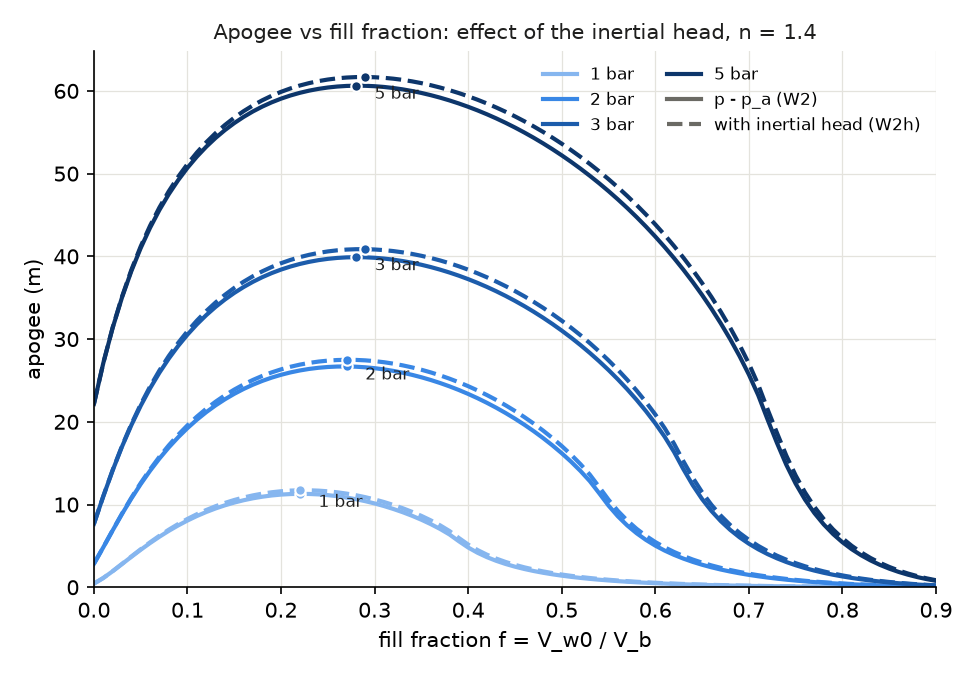 Apogee vs fill fraction: effect of the inertial head, n = 1.4
1 bar
2 bar
3 bar
5 bar
p - p_a (W2)
with inertial head (W2h)
5 bar
3 bar
2 bar
1 bar
apogee (m)
60
50
40
30
20
10
0
0.0 0.1 0.2 0.3 0.4 0.5 0.6 0.7 0.8 0.9
fill fraction f = V_w0 / V_b